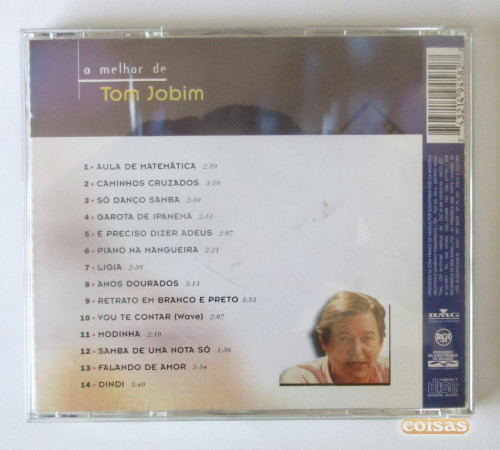 o melhor de
Tom Jobim
1 • AULA DE MATEMÁTICA 2:39
2 • CAMINHOS CRUZADOS 3:39
3 • SÓ DANÇO SAMBA 2:00
4 • GAROTA DE IPANEMA 2:51
5 • É PRECISO DIZER ADEUS 2:07
6 • PIANO NA MANGUEIRA 2:21
7 • LIGIA 2:59
8 • ANOS DOURADOS 3:13
9 • RETRATO EM BRANCO E PRETO 3:33
10 • VOU TE CONTAR (Wave) 2:07
11 • MODINHA 2:10
12 • SAMBA DE UMA NOTA SÓ 1:56
13 • FALANDO DE AMOR 3:34
14 • DINDI 3:40
BMG
RCA
DIGITAL AUDIO
coisas